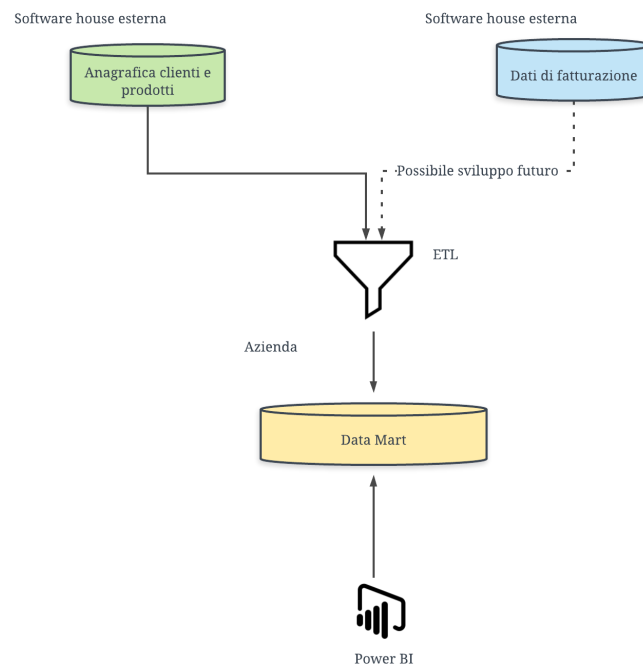 Software house esterna
Software house esterna
Anagrafica clienti e
prodotti
Dati di fatturazione
Possibile sviluppo futuro
ETL
Azienda
Data Mart
Power BI